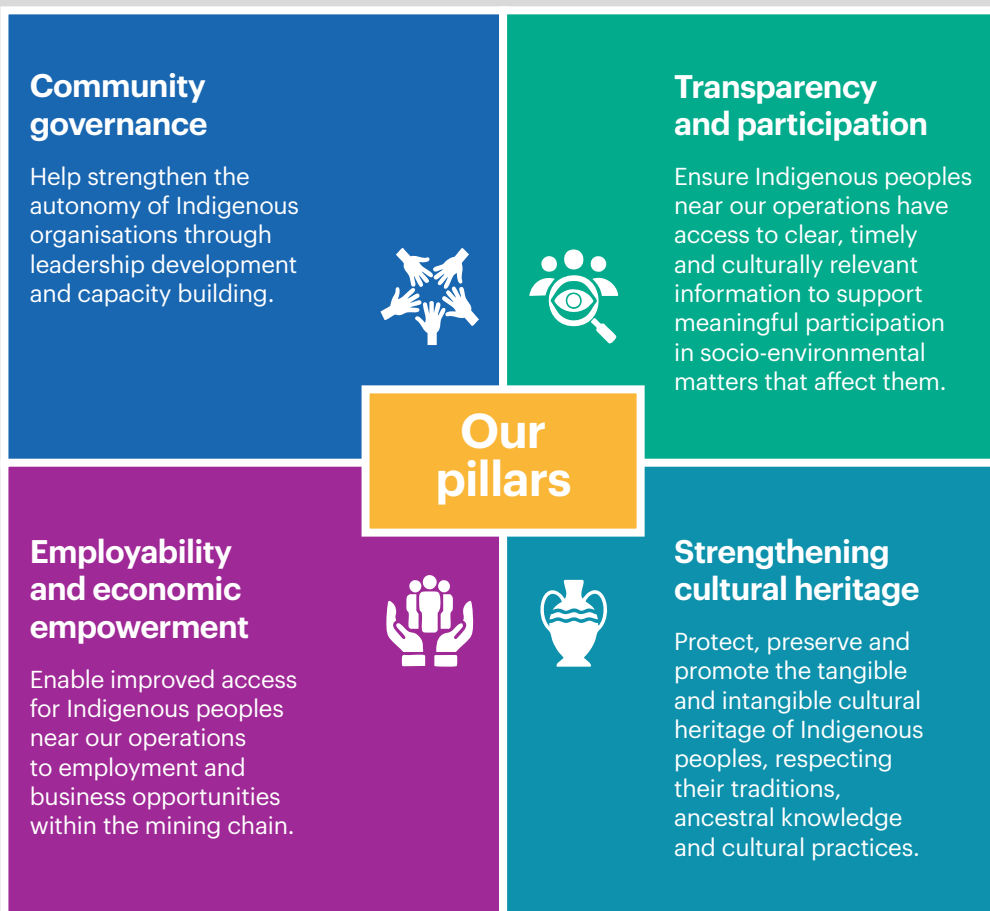 Community
governance
Help strengthen the
autonomy of Indigenous
organisations through
leadership development
and capacity building.
Transparency
and participation
Ensure Indigenous peoples
near our operations have
access to clear, timely
and culturally relevant
information to support
meaningful participation
in socio-environmental
matters that affect them.
Our
pillars
Employability
and economic
empowerment
Enable improved access
for Indigenous peoples
near our operations
to employment and
business opportunities
within the mining chain.
Strengthening
cultural heritage
Protect, preserve and
promote the tangible
and intangible cultural
heritage of Indigenous
peoples, respecting
their traditions,
ancestral knowledge
and cultural practices.